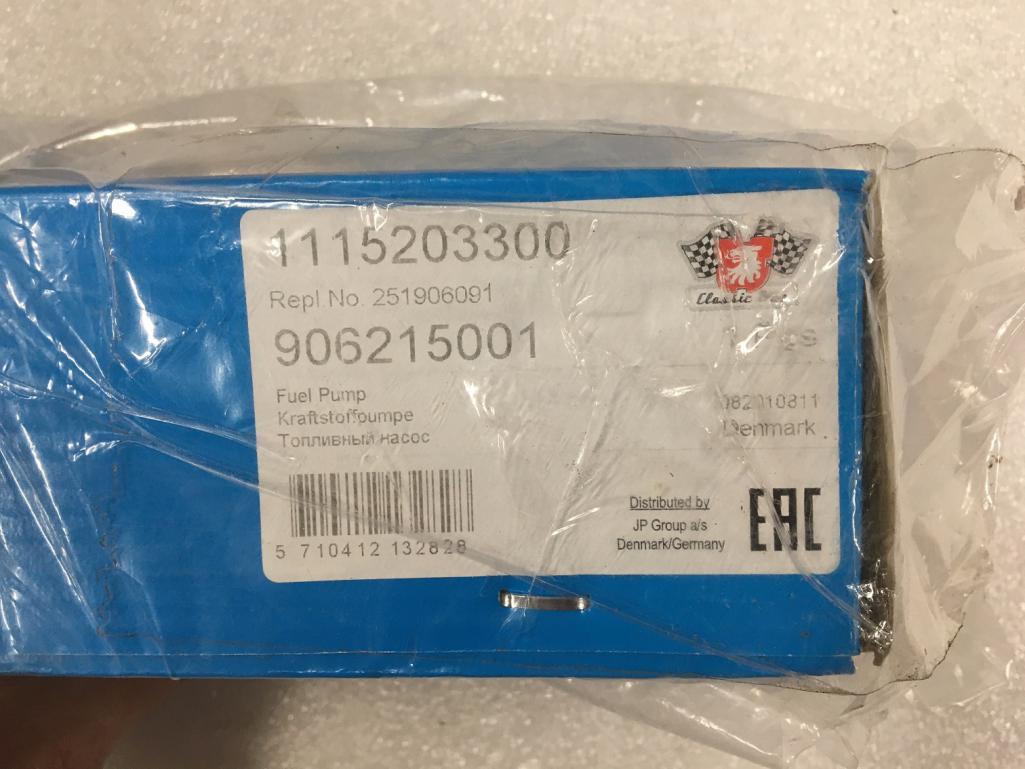 1115203300
Repl.No. 251906091
906215001
Fuel Pump
Kraftstoffpumpe
Топливный насос
5 710412 132828
Classic
Denmark
Distributed by
JP Group a/s
Denmark/Germany
EAC